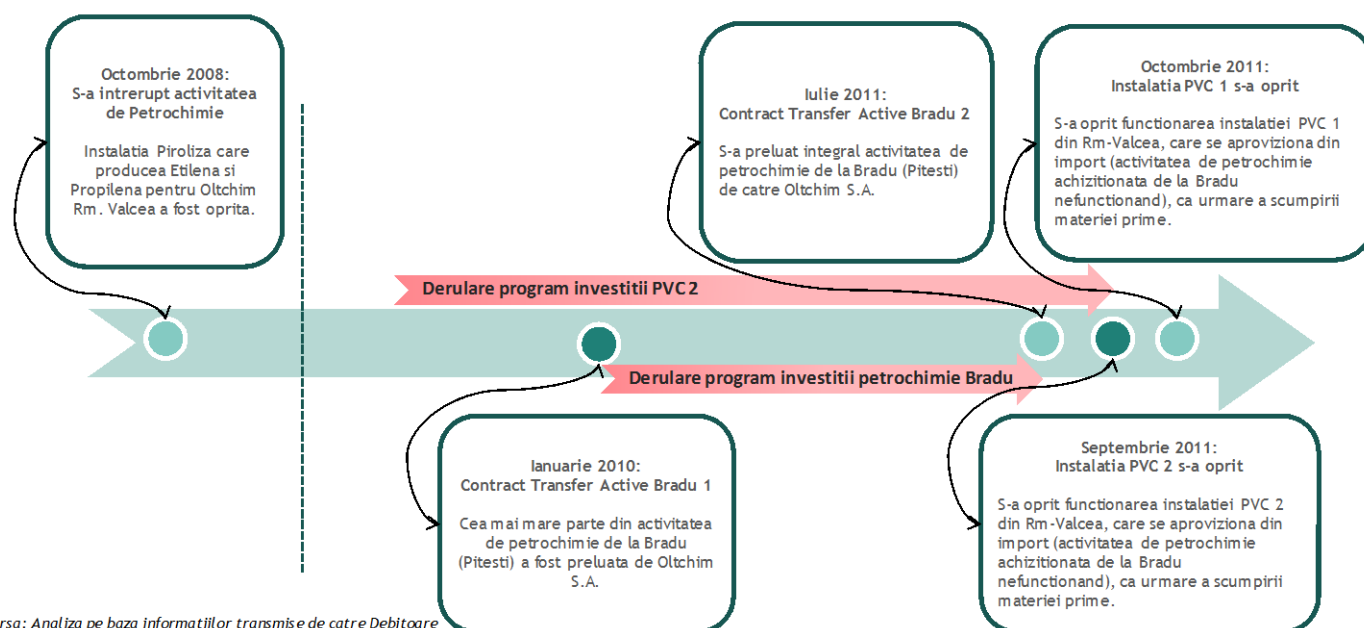 Octombrie 2008:
S-a intrerupt activitatea
de Petrochimie
Instalatia Piroliza care
producea Etilena si
Propilena pentru Oltchim
Rm. Valcea a fost oprita.
Iulie 2011:
Contract Transfer Active Bradu 2
S-a preluat integral activitatea de
petrochimie de la Bradu (Pitesti)
de catre Oltchim S.A.
Octombrie 2011:
Instalatia PVC 1 s-a oprit
S-a oprit functionarea instalatiei PVC 1
din Rm-Valcea, care se aproviziona din
import (activitatea de petrochimie
achizitionata de la Bradu
nefunctionand), ca urmare a scumpirii
materiei prime.
Derulare program investitii PVC 2
Derulare program investitii petrochimie Bradu
Ianuarie 2010:
Contract Transfer Active Bradu 1
Cea mai mare parte din activitatea
de petrochimie de la Bradu
(Pitesti) a fost preluata de Oltchim
S.A.
Septembrie 2011:
Instalatia PVC 2 s-a oprit
S-a oprit functionarea instalatiei PVC 2
din Rm-Valcea, care se aproviziona din
import (activitatea de petrochimie
achizitionata de la Bradu
nefunctionand), ca urmare a scumpirii
materiei prime.
rsa: Analiza pe baza informatiilor transmise de catre Debitoare